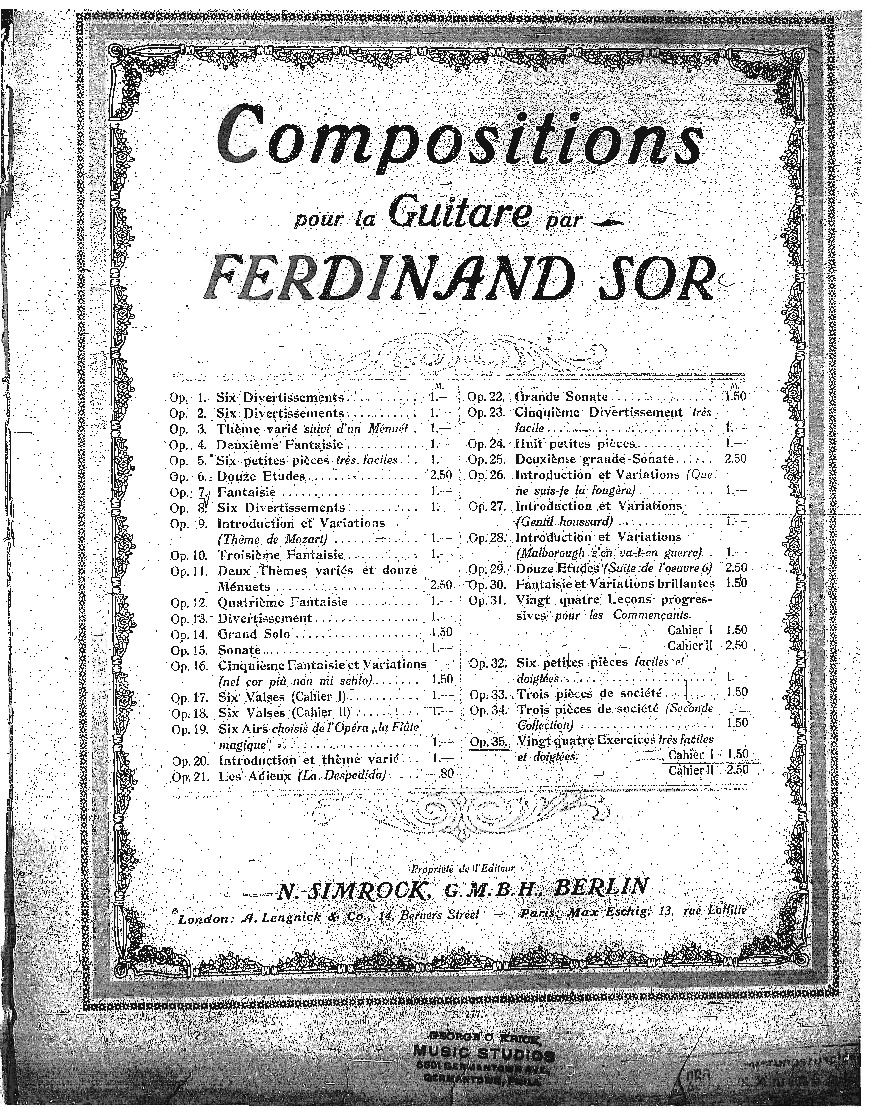 Compositions
pour la Guitare par
FERDINAND SOR
M.
Op. 1. Six Divertissements . . . 1.—
Op. 2. Six Divertissements . . . 1.—
Op. 3. Thème varié suivi d'un Ménuet . 1.—
Op. 4. Deuxième Fantaisie . . . 1.—
Op. 5. Six petites pièces très faciles . . 1.—
Op. 6. Douze Etudes . . . 2.50
Op. 7. Fantaisie . . . 1.—
Op. 8. Six Divertissements . . . 1.
Op. 9. Introduction et Variations
(Thème de Mozart) . . . 1.—
Op. 10. Troisième Fantaisie . . . 1.—
Op. 11. Deux Thèmes variés et douze
Ménuets . . . 2.50
Op. 12. Quatrième Fantaisie . . . 1.—
Op. 13. Divertissement . . . 1.—
Op. 14. Grand Solo . . . 1.50
Op. 15. Sonate . . . 1.—
Op. 16. Cinquième Fantaisie et Variations
(nel cor più non mi sento) . . . 1.50
Op. 17. Six Valses (Cahier I) . . . 1.—
Op. 18. Six Valses (Cahier II) . . . 1.—
Op. 19. Six Airs choisis de l'Opéra „la Flûte
magique" . . . 1.—
Op. 20. Introduction et thème varié 1.—
Op. 21. Les Adieux (La Despedida) . . . —.80
M.
Op. 22. Grande Sonate . . . 1.50
Op. 23. Cinquième Divertissement très
facile . . . 1.
Op. 24. Huit petites pièces . . . 1.—
Op. 25. Deuxième grande Sonate . . . 2.50
Op. 26. Introduction et Variations (Que
ne suis-je la fougère) . . . 1.—
Op. 27. Introduction et Variations
(Gentil houssard) . . . 1.—
Op. 28. Introduction et Variations
(Malborough s'en va-t-en guerre) . 1.—
Op. 29. Douze Etudes (Suite de l'oeuvre 6) 2.50
Op. 30. Fantaisie et Variations brillantes 1.50
Op. 31. Vingt quatre Leçons progres-
sives pour les Commençants.
Cahier I 1.50
Cahier II 2.50
Op. 32. Six petites pièces faciles et
doigtées . . . 1.
Op. 33. Trois pièces de société . . . 1.50
Op. 34. Trois pièces de société (Seconde
Collection) . . . 1.50
Op. 35. Vingt quatre Exercices très faciles
et doigtées. Cahier I 1.50
Cahier II 2.50
Propriété de l'Editeur
N. SIMROCK, G.M.B.H., BERLIN
London: A. Lengnick & Co., 14, Berners Street — Paris, Max Eschig, 13, rue Laffitte
GEORGE C. KRICK,
MUSIC STUDIOS
GERMANTOWN AVE.,
GERMANTOWN, PHILA.